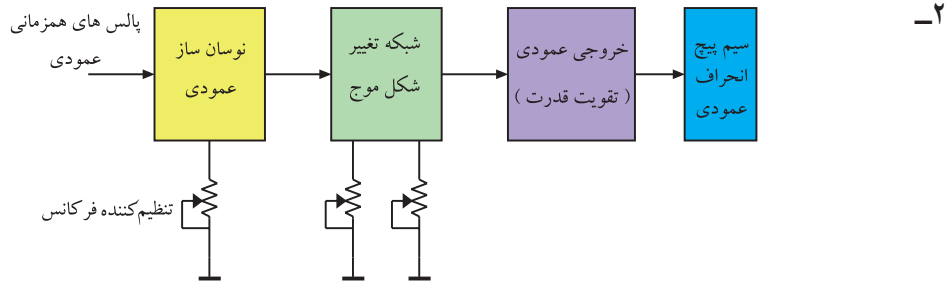 ۲ــ
پالس های همزمانی
عمودی
نوسان ساز
عمودی
شبکه تغییر
شکل موج
خروجی عمودی
( تقویت قدرت )
سیم پیچ
انحراف
عمودی
تنظیم‌کننده فرکانس